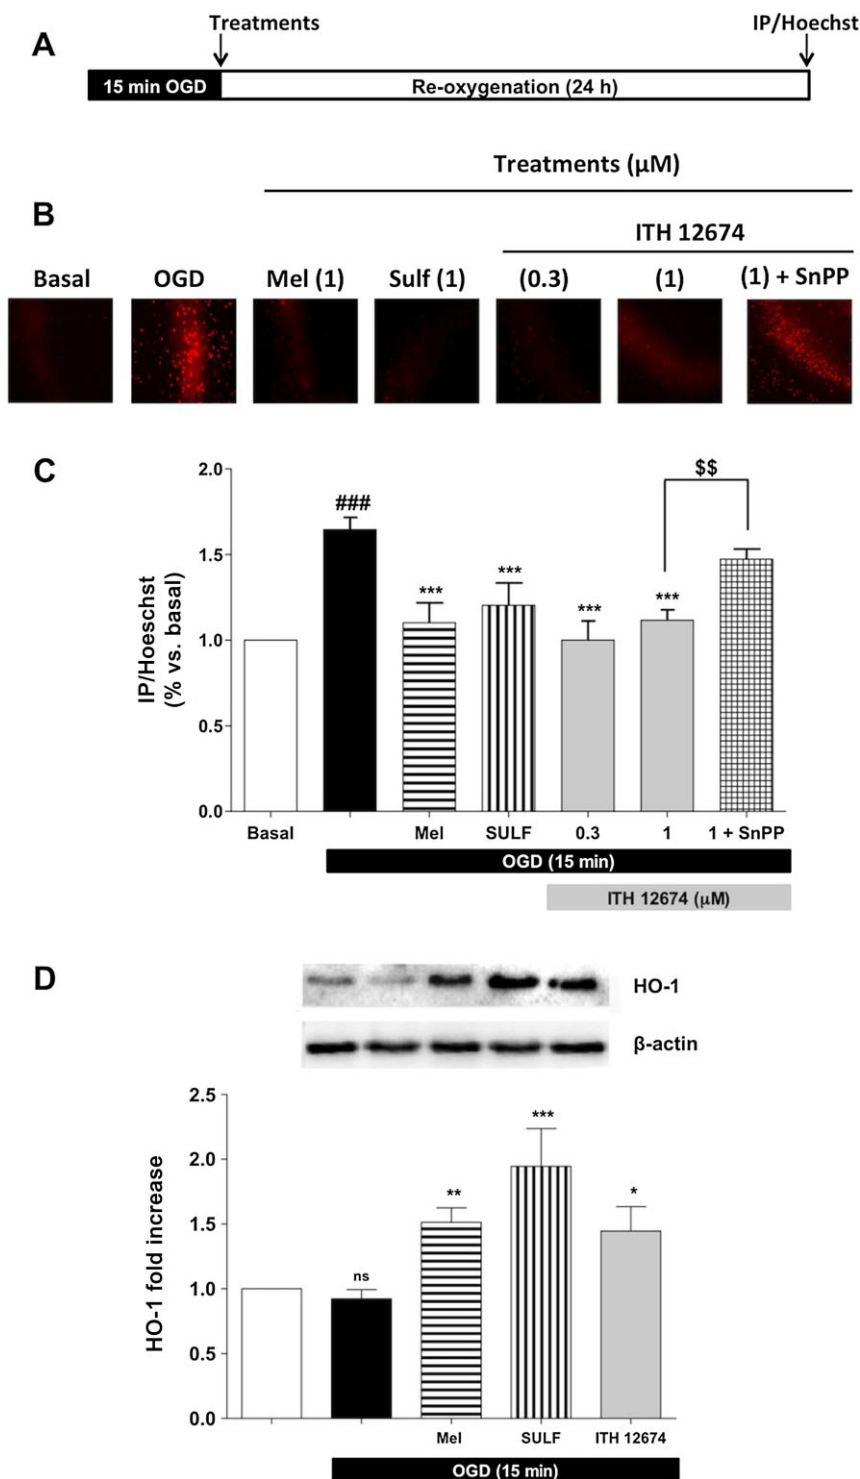 A
Treatments
IP/Hoechst
15 min OGD
Re-oxygenation (24 h)
Treatments (μM)
B
ITH 12674
Basal
OGD
Mel (1)
Sulf (1)
(0.3)
(1)
(1) + SnPP
C
IP/Hoeschst
(% vs. basal)
2.0
1.5
1.0
0.5
0.0
###
***
***
***
***
$$
Basal
Mel
SULF
0.3
1
1 + SnPP
OGD (15 min)
ITH 12674 (μM)
D
HO-1
β-actin
HO-1 fold increase
2.5
2.0
1.5
1.0
0.5
0.0
ns
**
***
*
Mel
SULF
ITH 12674
OGD (15 min)